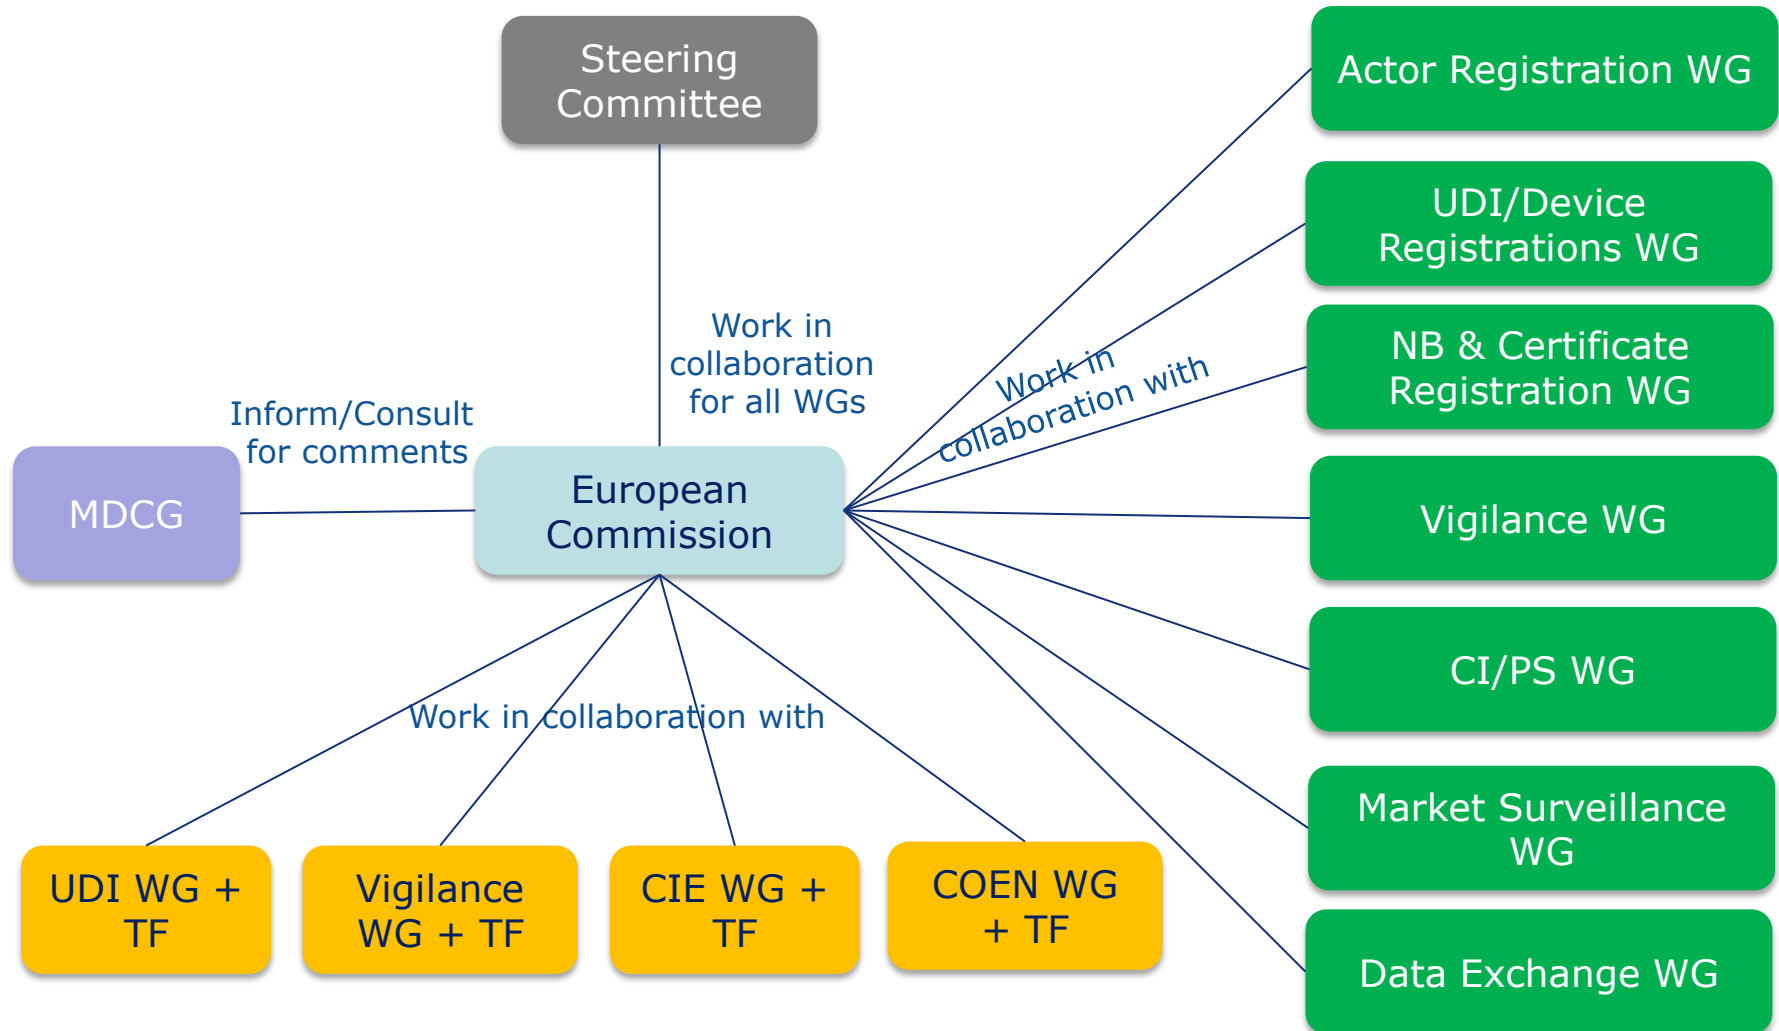 Steering
Committee
Actor Registration WG
UDI/Device
Registrations WG
Work in
collaboration
for all WGs
Work in
collaboration with
NB & Certificate
Registration WG
Inform/Consult
for comments
MDCG
European
Commission
Vigilance WG
CI/PS WG
Work in collaboration with
Market Surveillance
WG
UDI WG +
TF
Vigilance
WG + TF
CIE WG +
TF
COEN WG
+ TF
Data Exchange WG